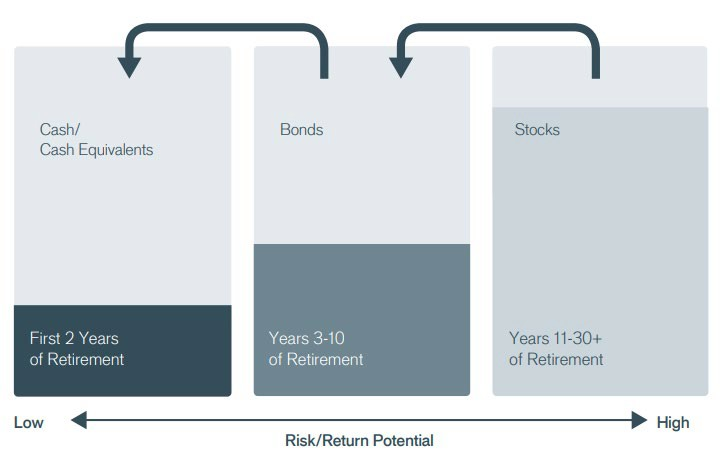 Cash/
Cash Equivalents
Bonds
Stocks
First 2 Years
of Retirement
Years 3-10
of Retirement
Years 11-30+
of Retirement
Low
High
Risk/Return Potential